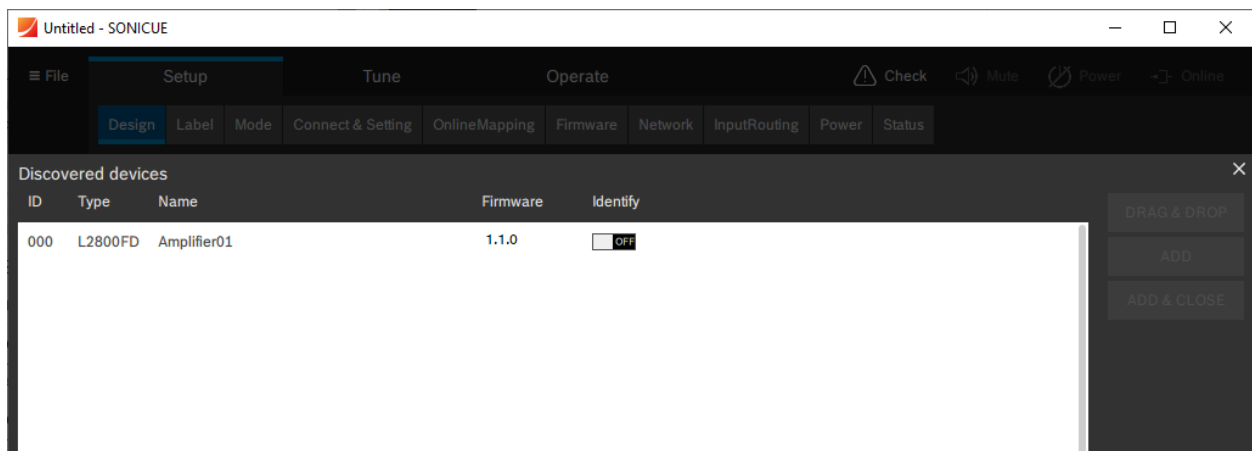 Untitled - SONICUE
≡ File Setup Tune Operate Check Mute Power Online
Design Label Mode Connect & Setting OnlineMapping Firmware Network InputRouting Power Status
Discovered devices
ID Type Name Firmware Identify
DRAG & DROP
000 L2800FD Amplifier01 1.1.0 OFF
ADD
ADD & CLOSE